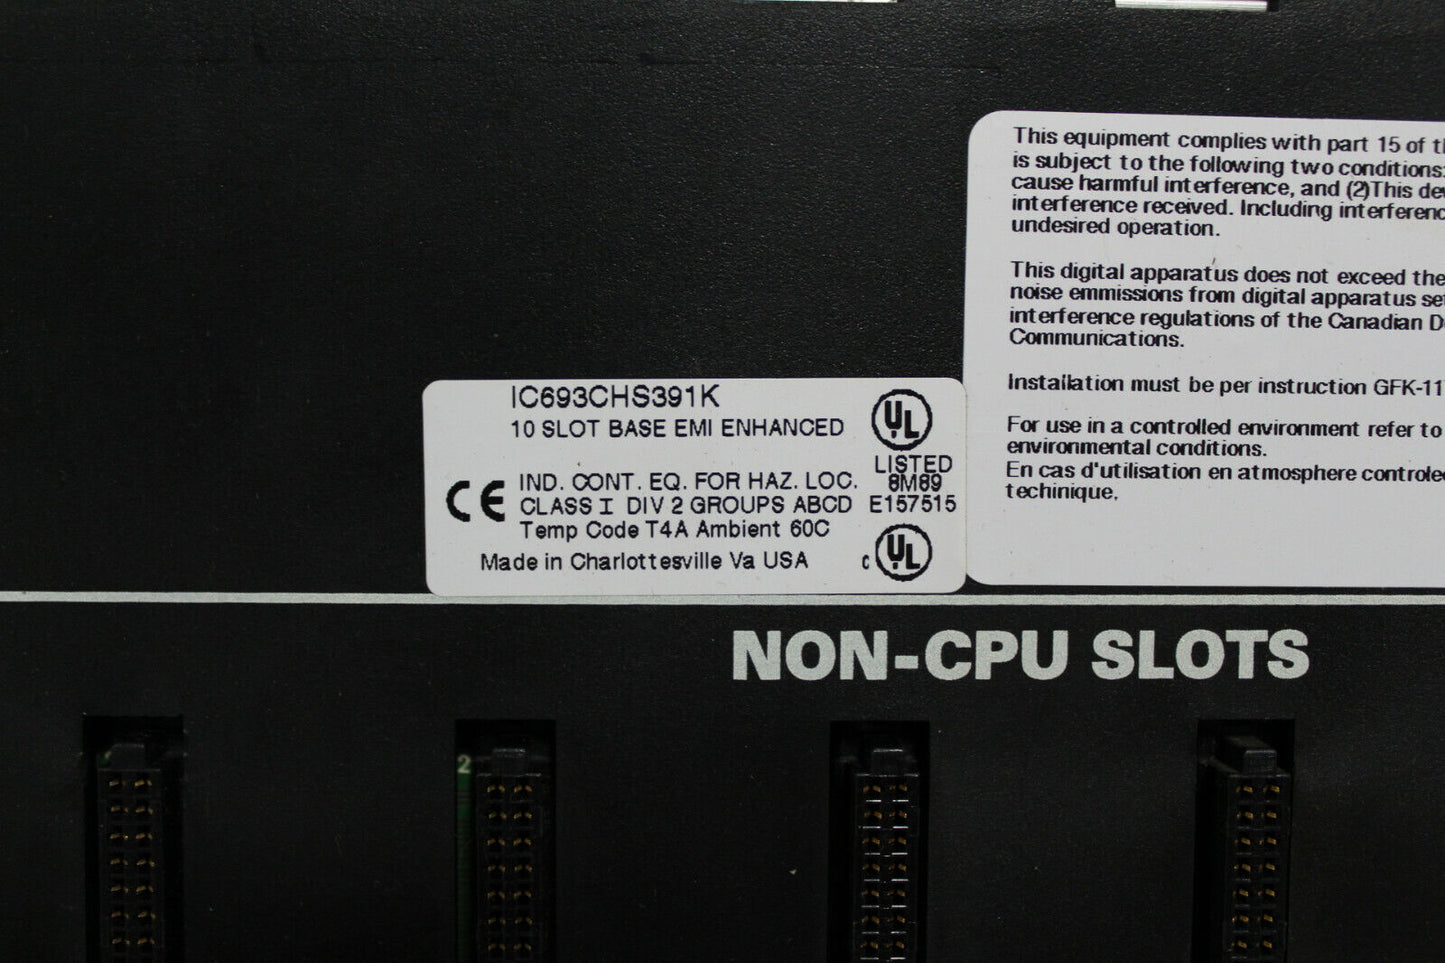 IC693CHS391K
10 SLOT BASE EMI ENHANCED
UL
LISTED
IND. CONT. EQ. FOR HAZ. LOC. 8M89
CE CLASS I DIV 2 GROUPS ABCD E157515
Temp Code T4A Ambient 60C
Made in Charlottesville Va USA
c UL
This equipment complies with part 15 of
is subject to the following two conditions:
cause harmful interference, and (2)This
interference received. Including
undesired operation.
This digital apparatus does not exceed the
noise emmissions from digital apparatus
interference regulations of the Canadian
Communications.
Installation must be per instruction GFK-11
For use in a controlled environment refer to
environmental conditions.
En cas d'utilisation en atmosphere
techinique.
NON-CPU SLOTS
2